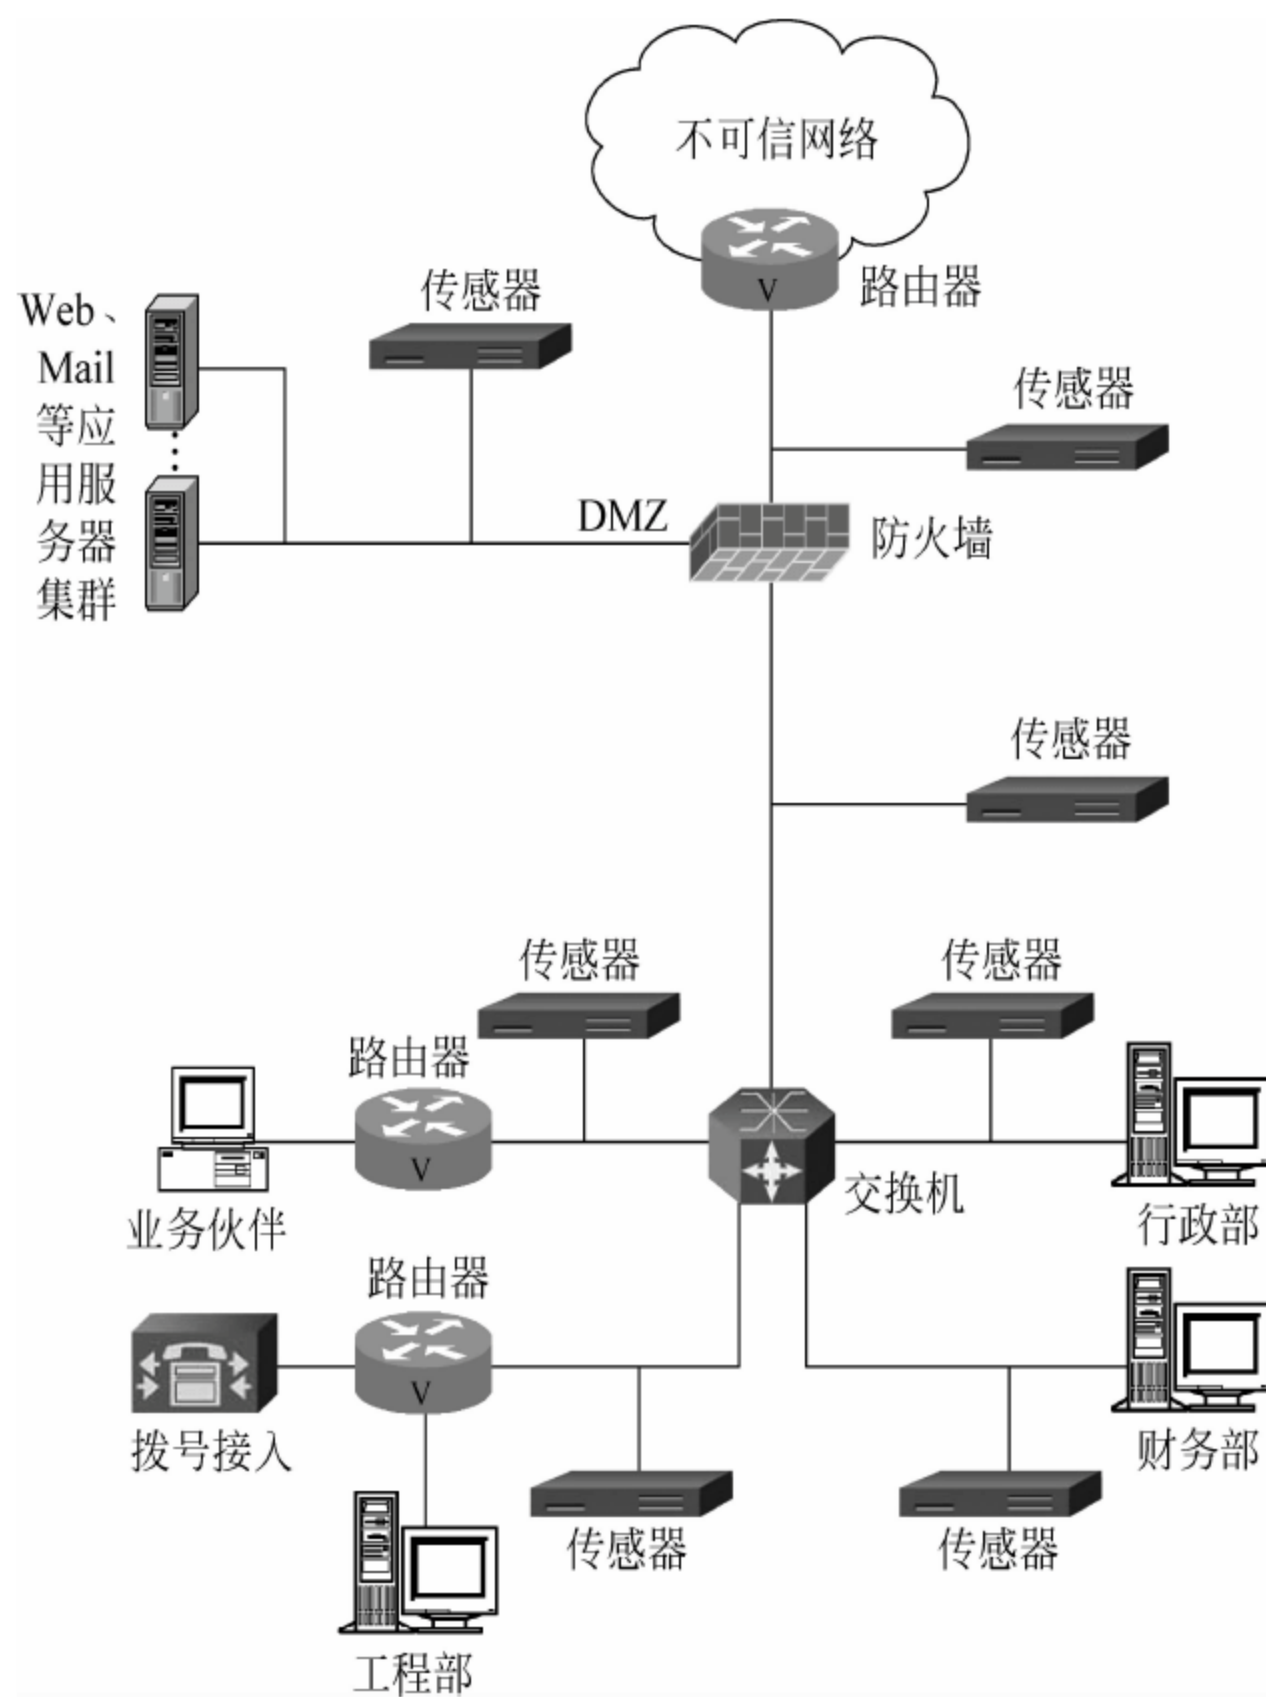 不可信网络
V
路由器
传感器
Web、
Mail
等应
用服
务器
集群
传感器
DMZ
防火墙
传感器
传感器
传感器
路由器
V
交换机
业务伙伴
行政部
路由器
V
拨号接入
财务部
传感器
传感器
工程部